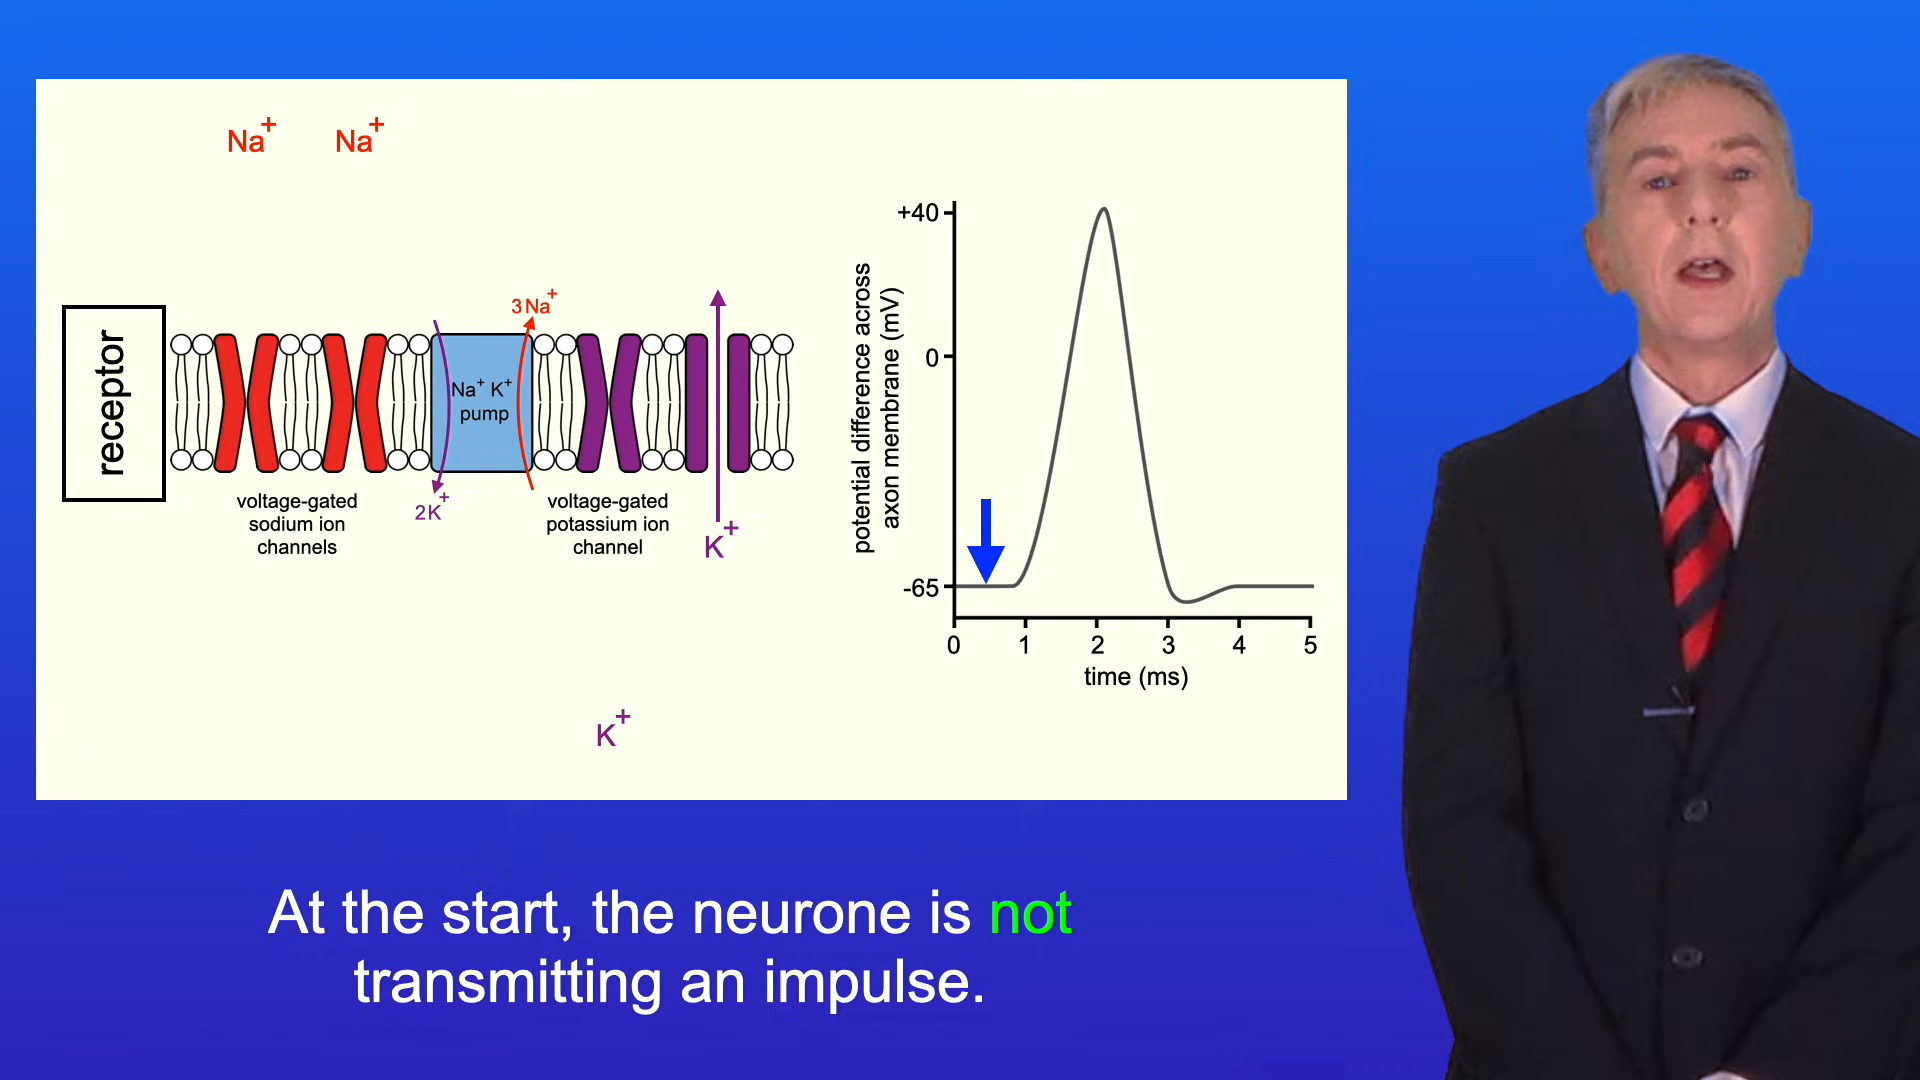 Na+ Na+
receptor
3Na+
Na+ K+
pump
2K+
voltage-gated
sodium ion
channels
voltage-gated
potassium ion
channel
K+
K+
potential difference across
axon membrane (mV)
+40
0
-65
0 1 2 3 4 5
time (ms)
At the start, the neurone is not
transmitting an impulse.